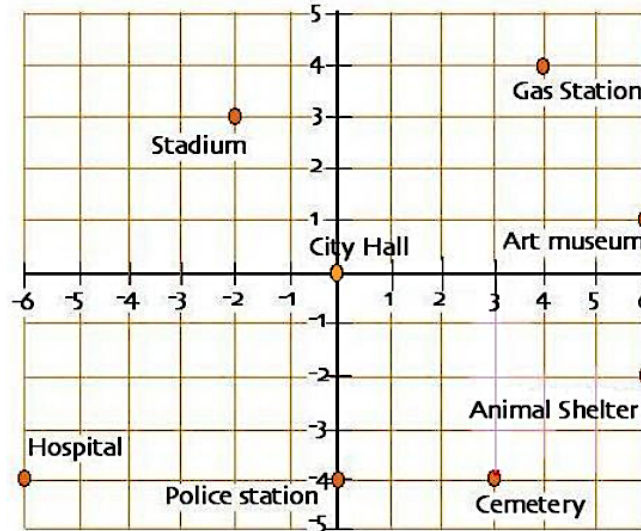 5
4
Gas Station
3
Stadium
2
1
City Hall
Art museum
-6 -5 -4 -3 -2 -1 1 2 3 4 5
-1
-2
Animal Shelter
-3
Hospital
-4
Police station
Cemetery
-5